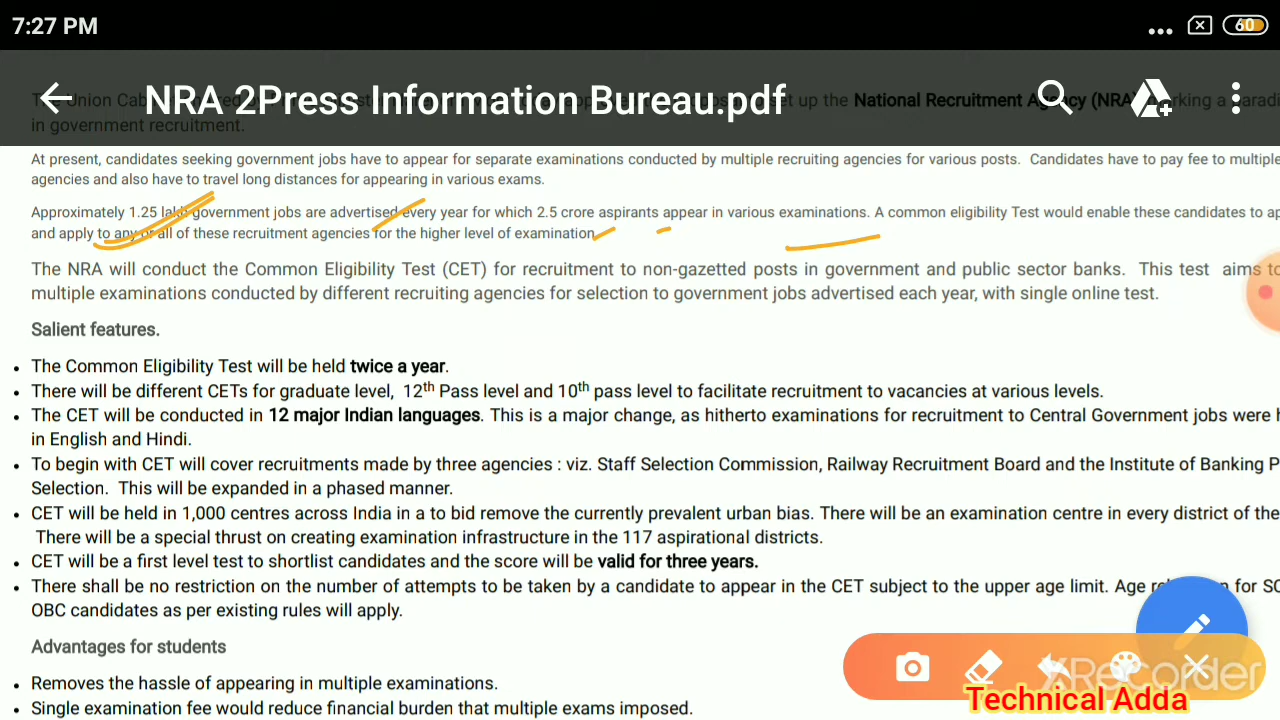 7:27 PM
60
NRA 2Press Information Bureau.pdf
The Union Cab set up the National Recruitment Agency (NRA)
in government recruitment.
At present, candidates seeking government jobs have to appear for separate examinations conducted by multiple recruiting agencies for various posts. Candidates have to pay fee to multiple
agencies and also have to travel long distances for appearing in various exams.
Approximately 1.25 lakh government jobs are advertised every year for which 2.5 crore aspirants appear in various examinations. A common eligibility Test would enable these candidates to
and apply to any or all of these recruitment agencies for the higher level of examination.
The NRA will conduct the Common Eligibility Test (CET) for recruitment to non-gazetted posts in government and public sector banks. This test aims to
multiple examinations conducted by different recruiting agencies for selection to government jobs advertised each year, with single online test.
Salient features.
• The Common Eligibility Test will be held twice a year.
• There will be different CETs for graduate level, 12th Pass level and 10th pass level to facilitate recruitment to vacancies at various levels.
• The CET will be conducted in 12 major Indian languages. This is a major change, as hitherto examinations for recruitment to Central Government jobs were
in English and Hindi.
• To begin with CET will cover recruitments made by three agencies : viz. Staff Selection Commission, Railway Recruitment Board and the Institute of Banking
Selection. This will be expanded in a phased manner.
• CET will be held in 1,000 centres across India in a to bid remove the currently prevalent urban bias. There will be an examination centre in every district of the
There will be a special thrust on creating examination infrastructure in the 117 aspirational districts.
• CET will be a first level test to shortlist candidates and the score will be valid for three years.
• There shall be no restriction on the number of attempts to be taken by a candidate to appear in the CET subject to the upper age limit. Age for
OBC candidates as per existing rules will apply.
Advantages for students
• Removes the hassle of appearing in multiple examinations.
• Single examination fee would reduce financial burden that multiple exams imposed.
XRecorder
Technical Adda